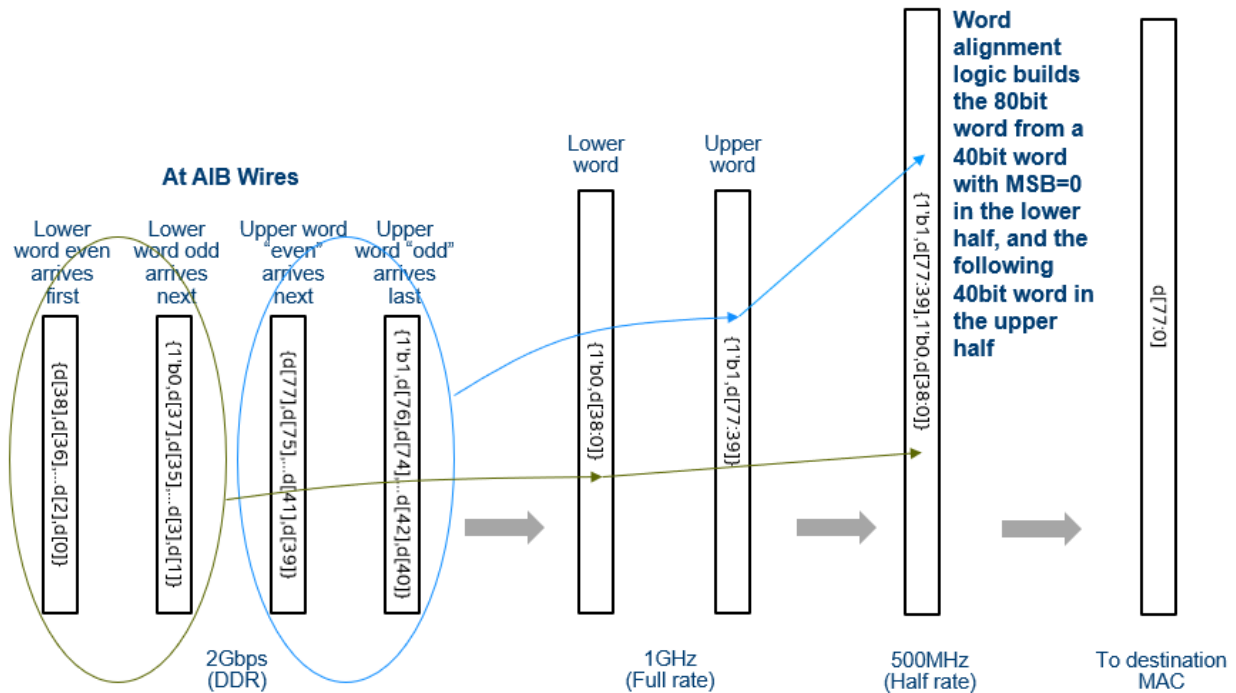 At AIB Wires
Lower
word even
arrives
first
Lower
word odd
arrives
next
Upper word
"even"
arrives
next
Upper
word "odd"
arrives
last
{d[38],d[36],...d[2],d[0]}
{1'b0,d[37],d[35],...d[3],d[1]}
{d[77],d[75],...d[41],d[39]}
{1'b1,d[76],d[74],...d[42],d[40]}
2Gbps
(DDR)
Lower
word
Upper
word
{1'b0,d[38:0]}
{1'b1,d[77:39]}
1GHz
(Full rate)
{1'b1,d[77:39],1'b0,d[38:0]}
500MHz
(Half rate)
Word
alignment
logic builds
the 80bit
word from a
40bit word
with MSB=0
in the lower
half, and the
following
40bit word in
the upper
half
d[77:0]
To destination
MAC